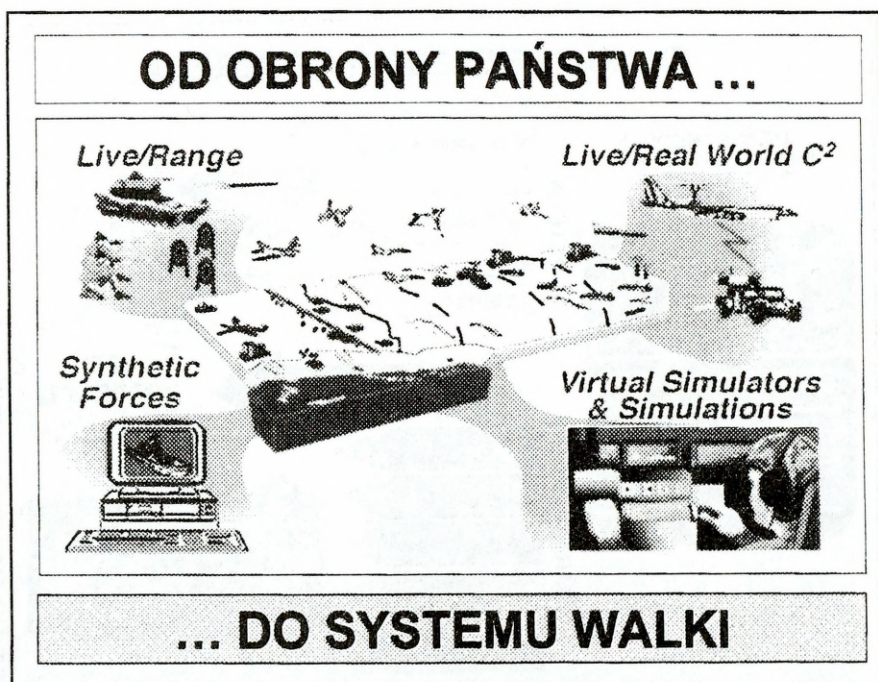 OD OBRONY PAŃSTWA ...
Live/Range
Live/Real World C²
Synthetic
Forces
Virtual Simulators
& Simulations
... DO SYSTEMU WALKI